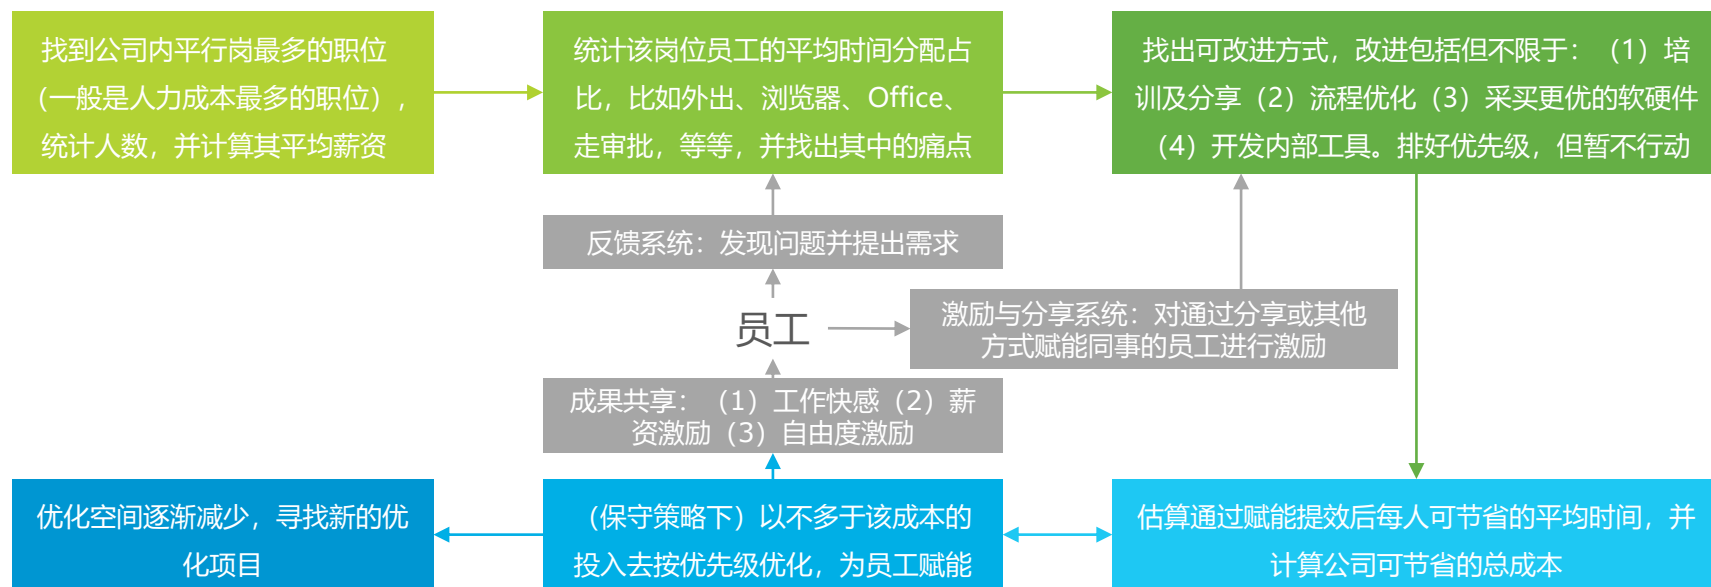 找到公司内平行岗最多的职位
（一般是人力成本最多的职位），
统计人数，并计算其平均薪资
统计该岗位员工的平均时间分配占
比，比如外出、浏览器、Office、
走审批，等等，并找出其中的痛点
找出可改进方式，改进包括但不限于：（1）培
训及分享（2）流程优化（3）采买更优的软硬件
（4）开发内部工具。排好优先级，但暂不行动
反馈系统：发现问题并提出需求
员工
激励与分享系统：对通过分享或其他
方式赋能同事的员工进行激励
成果共享：（1）工作快感（2）薪
资激励（3）自由度激励
优化空间逐渐减少，寻找新的优
化项目
（保守策略下）以不多于该成本的
投入去按优先级优化，为员工赋能
估算通过赋能提效后每人可节省的平均时间，并
计算公司可节省的总成本